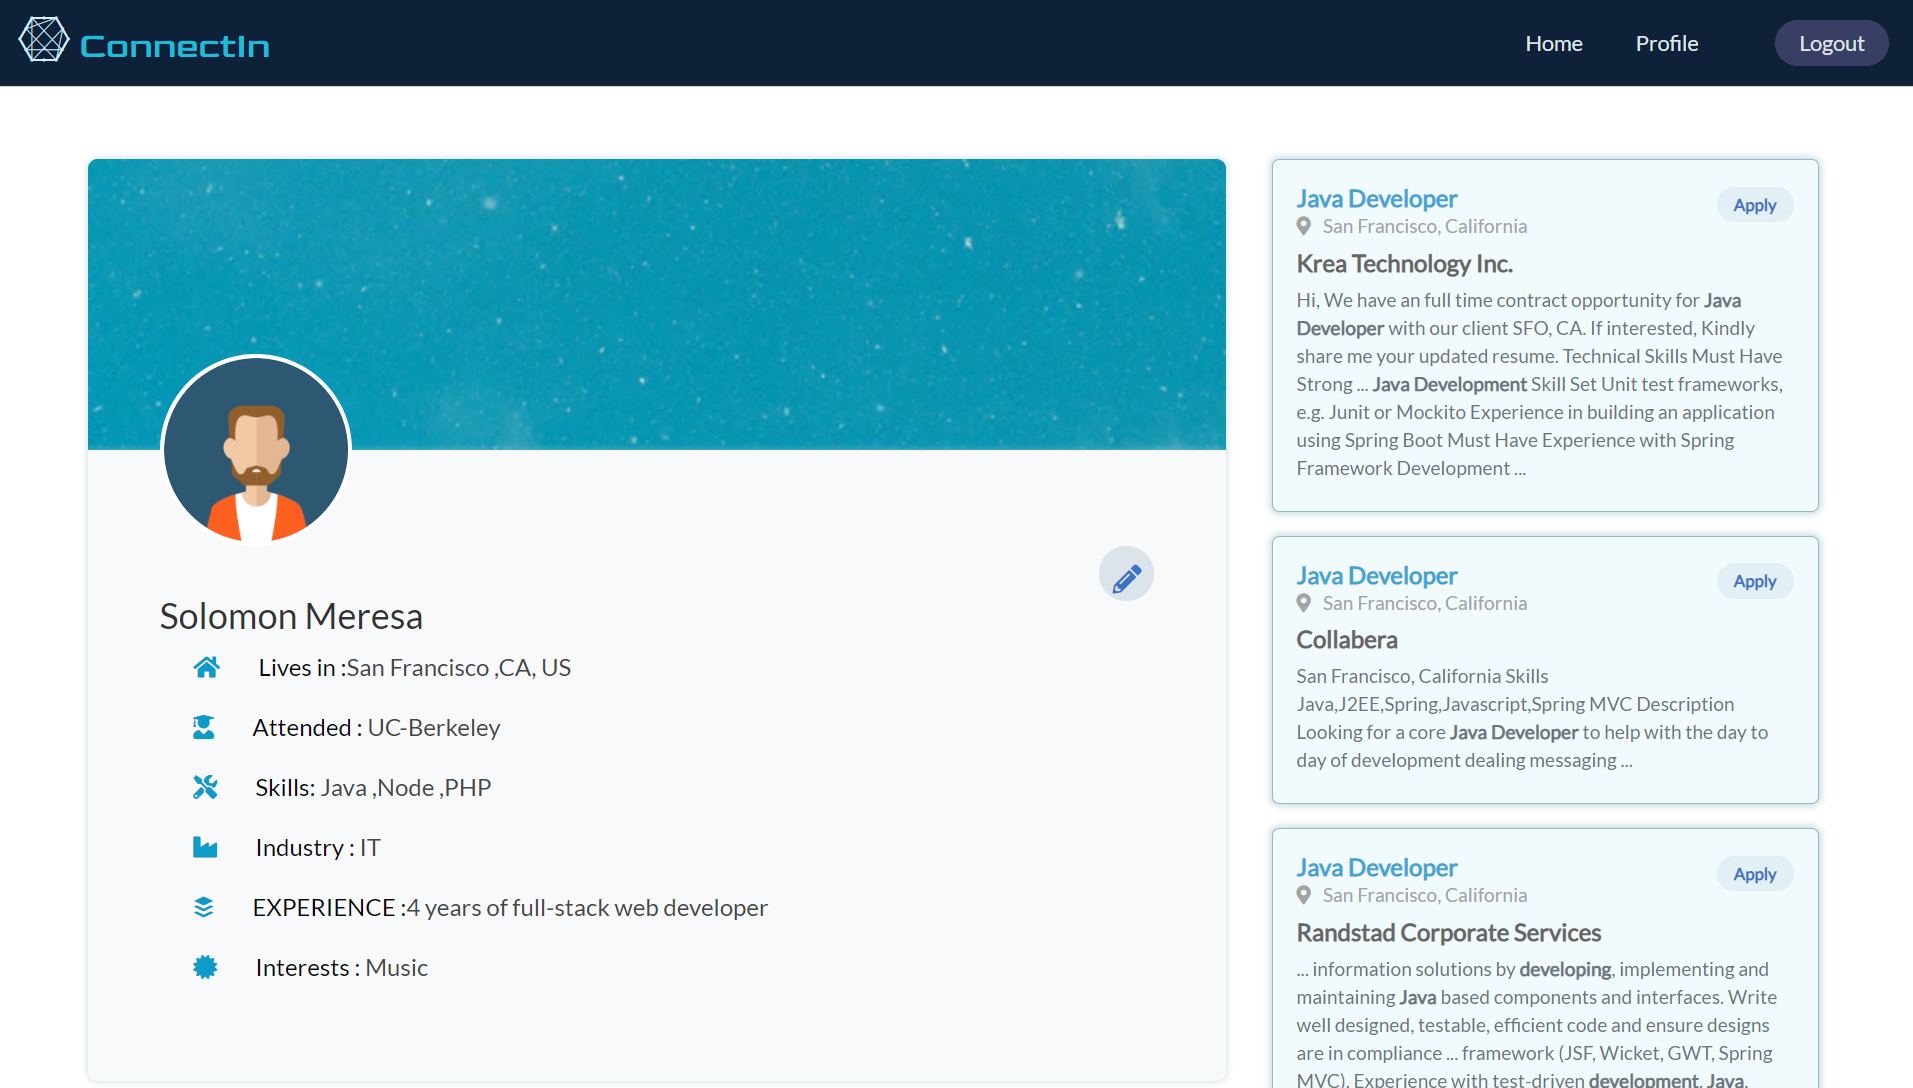 ConnectIn
Home
Profile
Logout
Solomon Meresa
Lives in :San Francisco ,CA, US
Attended : UC-Berkeley
Skills: Java ,Node ,PHP
Industry : IT
EXPERIENCE :4 years of full-stack web developer
Interests : Music
Java Developer
Apply
San Francisco, California
Krea Technology Inc.
Hi, We have an full time contract opportunity for Java
Developer with our client SFO, CA. If interested, Kindly
share me your updated resume. Technical Skills Must Have
Strong ... Java Development Skill Set Unit test frameworks,
e.g. Junit or Mockito Experience in building an application
using Spring Boot Must Have Experience with Spring
Framework Development ...
Java Developer
Apply
San Francisco, California
Collabera
San Francisco, California Skills
Java,J2EE,Spring,Javascript,Spring MVC Description
Looking for a core Java Developer to help with the day to
day of development dealing messaging ...
Java Developer
Apply
San Francisco, California
Randstad Corporate Services
... information solutions by developing, implementing and
maintaining Java based components and interfaces. Write
well designed, testable, efficient code and ensure designs
are in compliance ... framework (JSF, Wicket, GWT, Spring
MVC). Experience with test-driven development, Java,